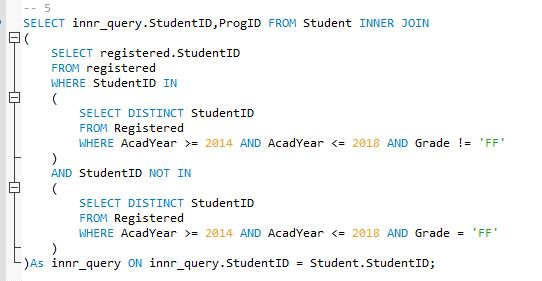 -- 5
SELECT innr_query.StudentID,ProgID FROM Student INNER JOIN
(
SELECT registered.StudentID
FROM registered
WHERE StudentID IN
(
SELECT DISTINCT StudentID
FROM Registered
WHERE AcadYear >= 2014 AND AcadYear <= 2018 AND Grade != 'FF'
)
AND StudentID NOT IN
(
SELECT DISTINCT StudentID
FROM Registered
WHERE AcadYear >= 2014 AND AcadYear <= 2018 AND Grade = 'FF'
)
)As innr_query ON innr_query.StudentID = Student.StudentID;